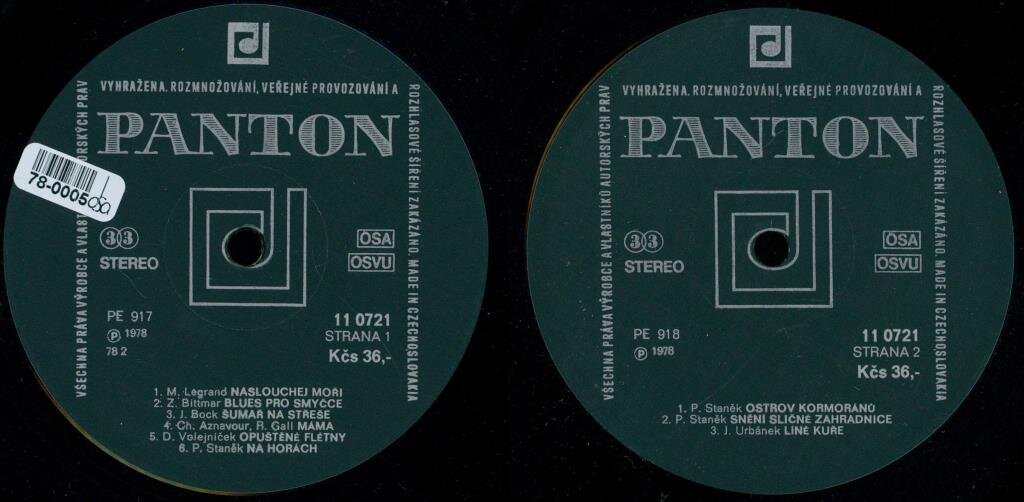 VYHRAŽENA. ROZMNOŽOVÁNÍ, VEŘEJNÉ PROVOZOVÁNÍ A
PANTON
ROZHLASOVÉ ŠÍŘENÍ ZAKÁZÁNO. MADE IN CZECHOSLOVAKIA
VŠECHNA PRÁVA VÝROBCE A VLAST ORSKÝCH PRÁV
78-0005
33
STEREO
OSA
OSVU
PE 917
℗ 1978
78 2
11 0721
STRANA 1
Kčs 36,-
1. M. Legrand NASLOUCHEJ MOŘI
2. Z. Bittmar BLUES PRO SMYČCE
3. J. Bock ŠUMAŘ NA STŘEŠE
4. Ch. Aznavour, R. Gall MÁMA
5. D. Volejníček OPUŠTĚNÉ FLÉTNY
6. P. Staněk NA HORÁCH
VYHRAŽENA. ROZMNOŽOVÁNÍ, VEŘEJNÉ PROVOZOVÁNÍ A
PANTON
ROZHLASOVÉ ŠÍŘENÍ ZAKÁZÁNO. MADE IN CZECHOSLOVAKIA
VŠECHNA PRÁVA VÝROBCE A VLASTNÍKŮ AUTORSKÝCH PRÁV
33
STEREO
OSA
OSVU
PE 918
℗ 1978
11 0721
STRANA 2
Kčs 36,-
1. P. Staněk OSTROV KORMORÁNŮ
2. P. Staněk SNĚNÍ SLIČNÉ ZAHRADNICE
3. J. Urbánek LÍNÉ KUŘE